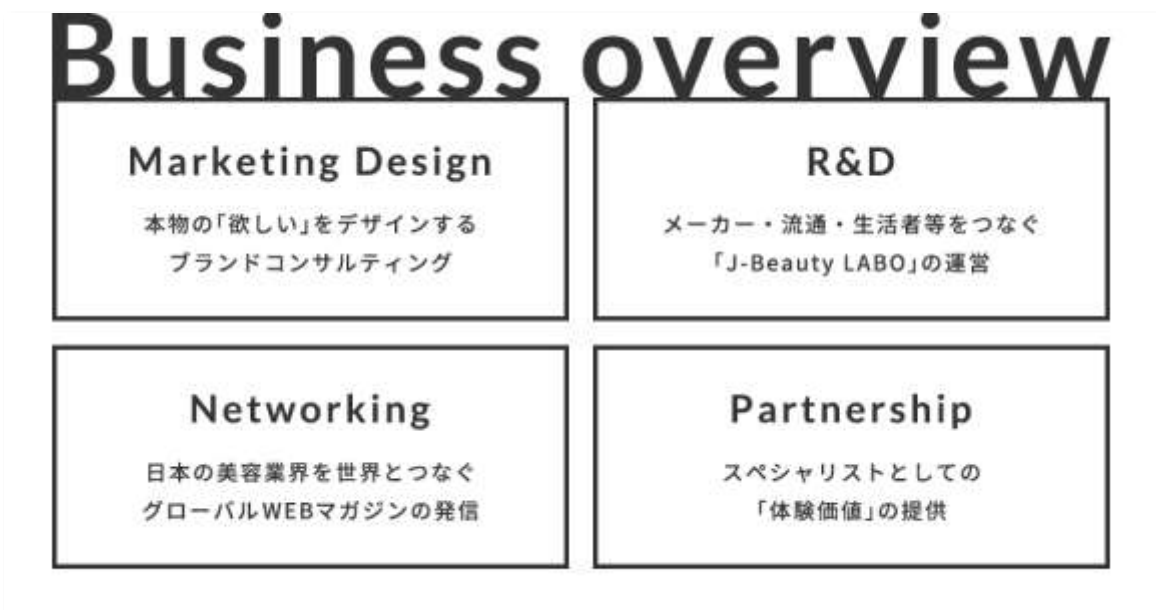 Business overview
Marketing Design
本物の「欲しい」をデザインする
ブランドコンサルティング
R&D
メーカー・流通・生活者等をつなぐ
「J-Beauty LABO」の運営
Networking
日本の美容業界を世界とつなぐ
グローバルWEBマガジンの発信
Partnership
スペシャリストとしての
「体験価値」の提供